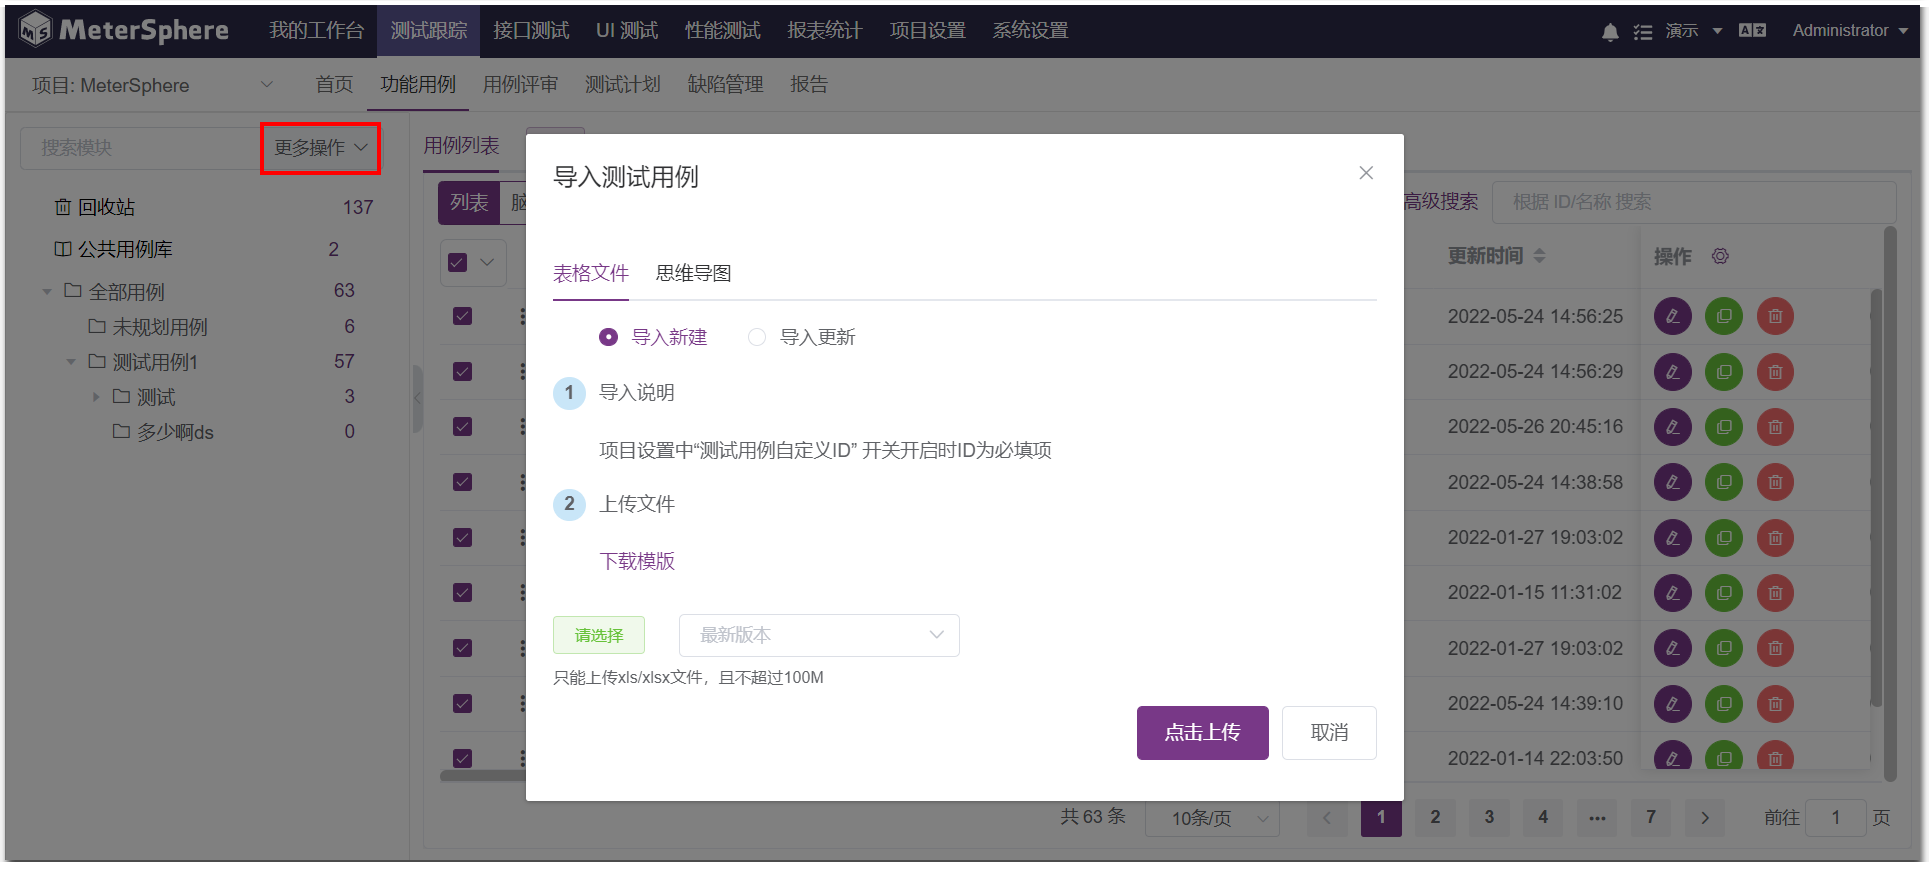 MeterSphere 我的工作台 测试跟踪 接口测试 UI 测试 性能测试 报表统计 项目设置 系统设置 演示 Administrator
项目: MeterSphere 首页 功能用例 用例评审 测试计划 缺陷管理 报告
搜索模块 更多操作
回收站 137
公共用例库 2
全部用例 63
未规划用例 6
测试用例1 57
测试 3
多少啊ds 0
用例列表
列表 脑
高级搜索 根据 ID/名称 搜索
更新时间 操作
2022-05-24 14:56:25
2022-05-24 14:56:29
2022-05-26 20:45:16
2022-05-24 14:38:58
2022-01-27 19:03:02
2022-01-15 11:31:02
2022-01-27 19:03:02
2022-05-24 14:39:10
2022-01-14 22:03:50
导入测试用例
表格文件 思维导图
导入新建 导入更新
1 导入说明
项目设置中“测试用例自定义ID” 开关开启时ID为必填项
2 上传文件
下载模版
请选择 最新版本
只能上传xls/xlsx文件，且不超过100M
点击上传 取消
共 63 条 10条/页 1 2 3 4 ••• 7 前往 1 页